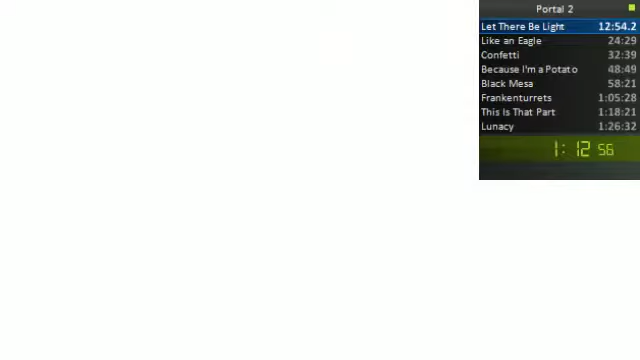 Portal 2
Let There Be Light 12:54.2
Like an Eagle 24:29
Confetti 32:39
Because I'm a Potato 48:49
Black Mesa 58:21
Frankenturrets 1:05:28
This Is That Part 1:18:21
Lunacy 1:26:32
1:12 56